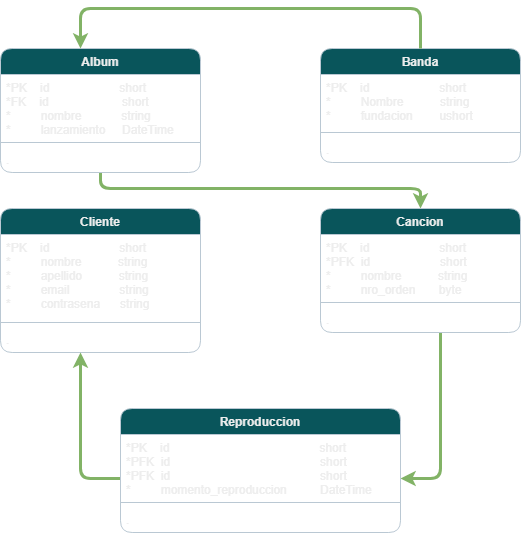 Album
*PK id short
*FK id short
* nombre string
* lanzamiento DateTime
Banda
*PK id short
* Nombre string
* fundacion ushort
Cliente
*PK id short
* nombre string
* apellido string
* email string
* contrasena string
Cancion
*PK id short
*PFK id short
* nombre string
* nro_orden byte
Reproduccion
*PK id short
*PFK id short
*PFK id short
* momento_reproduccion DateTime